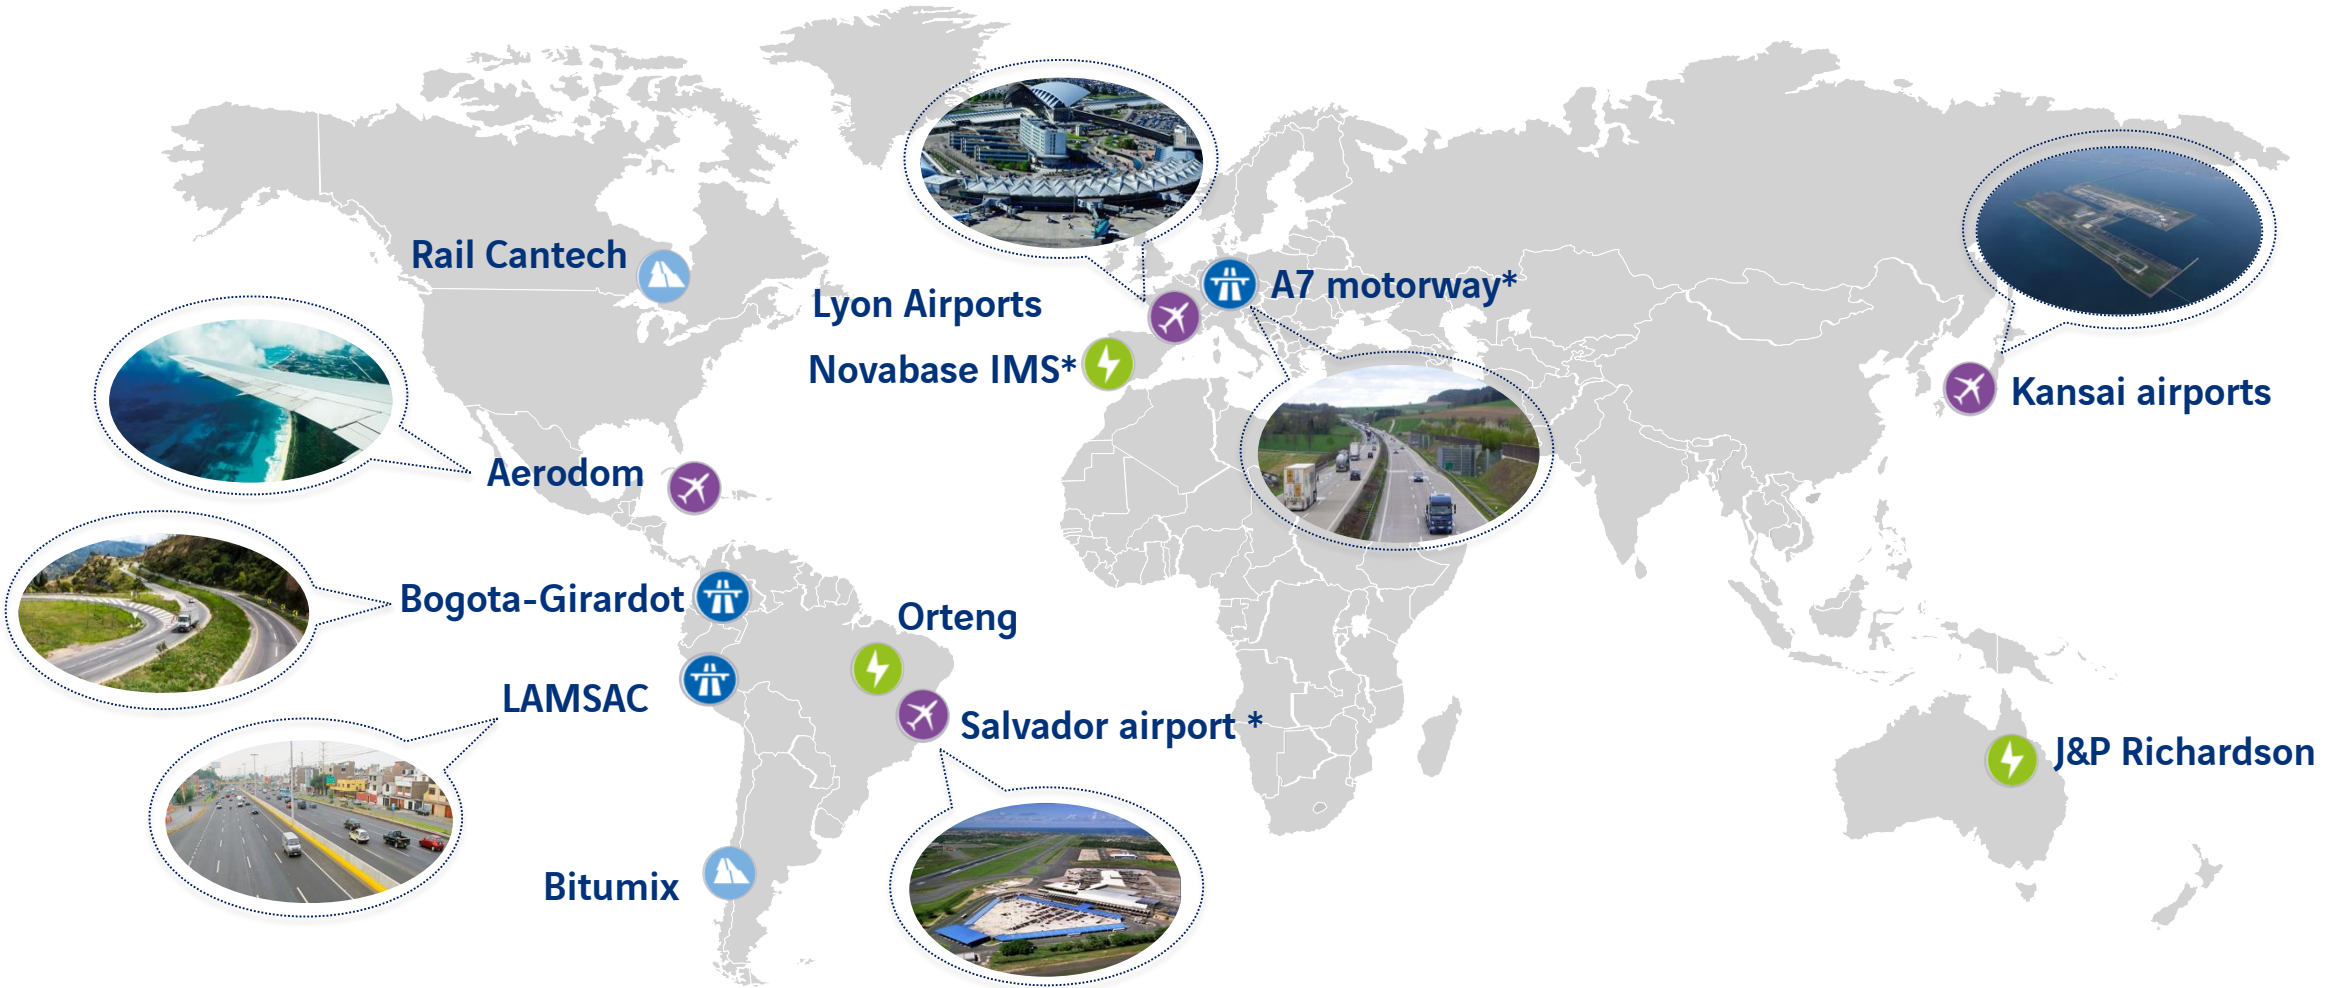 Rail Cantech
Lyon Airports
A7 motorway*
Novabase IMS*
Kansai airports
Aerodom
Bogota-Girardot
Orteng
LAMSAC
Salvador airport *
J&P Richardson
Bitumix